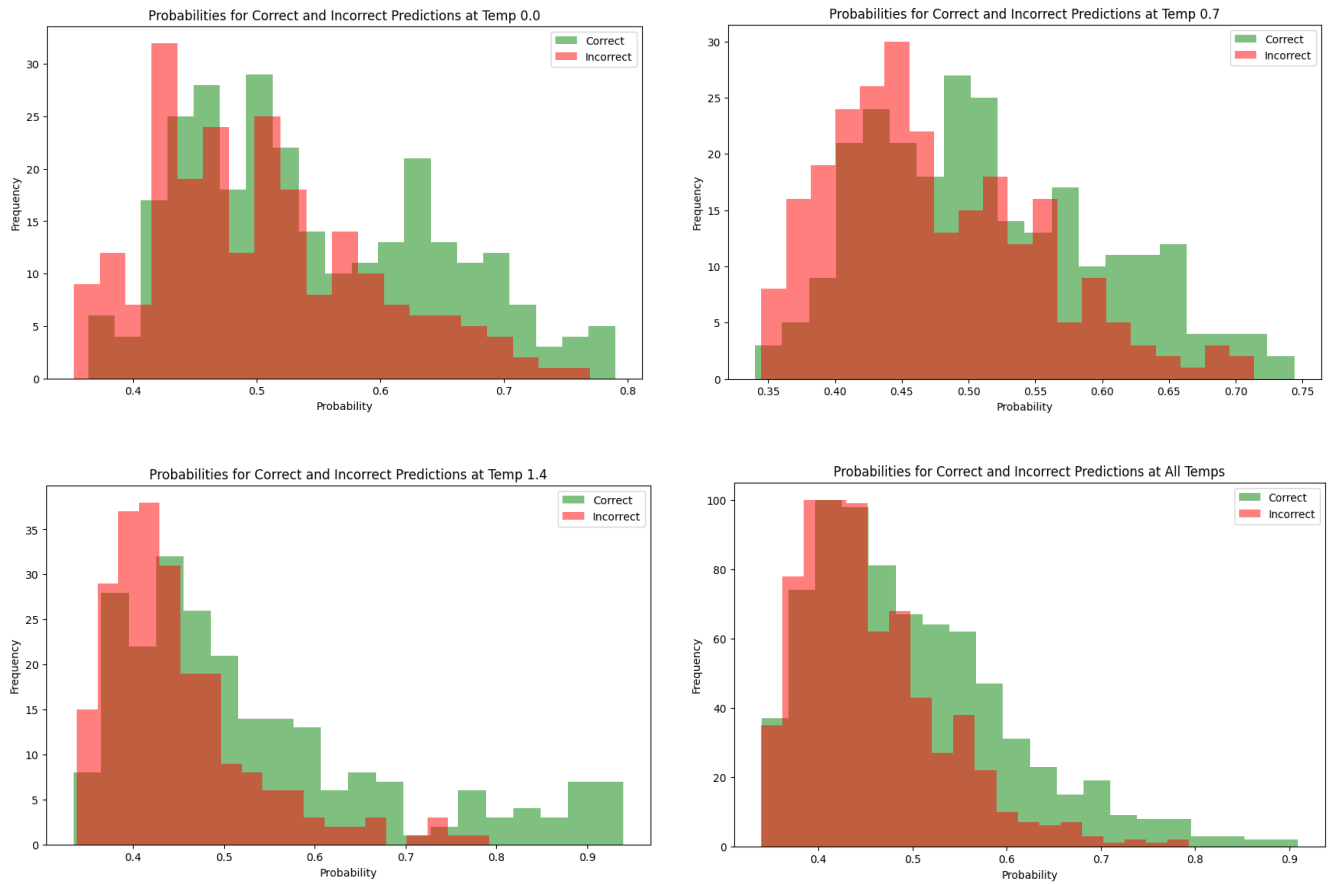 Probabilities for Correct and Incorrect Predictions at Temp 0.0
Correct
Incorrect
Frequency
30
25
20
15
10
5
0
0.4 0.5 0.6 0.7 0.8
Probability
Probabilities for Correct and Incorrect Predictions at Temp 0.7
Correct
Incorrect
Frequency
30
25
20
15
10
5
0
0.35 0.40 0.45 0.50 0.55 0.60 0.65 0.70 0.75
Probability
Probabilities for Correct and Incorrect Predictions at Temp 1.4
Correct
Incorrect
Frequency
35
30
25
20
15
10
5
0
0.4 0.5 0.6 0.7 0.8 0.9
Probability
Probabilities for Correct and Incorrect Predictions at All Temps
Correct
Incorrect
Frequency
100
80
60
40
20
0
0.4 0.5 0.6 0.7 0.8 0.9
Probability